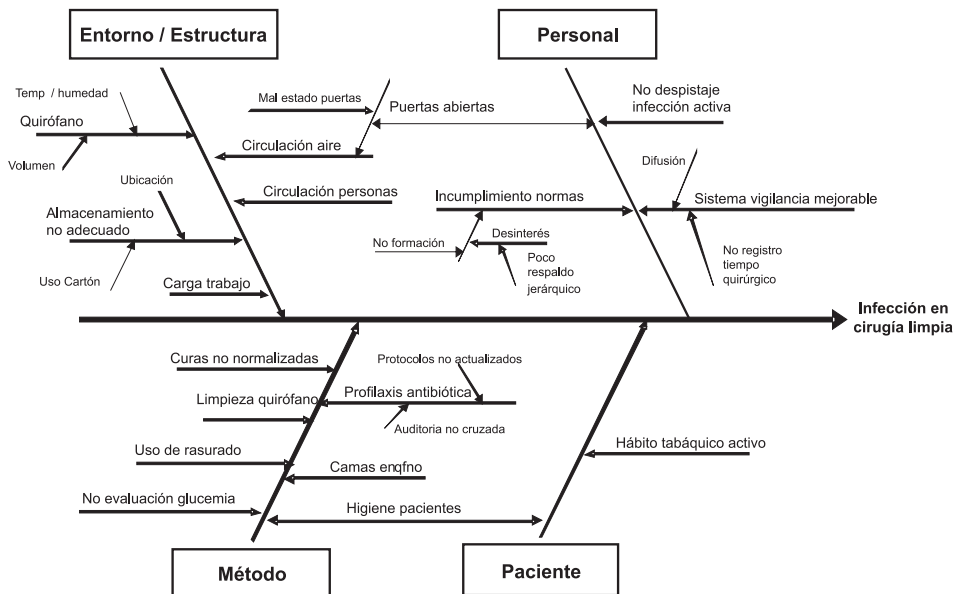 Entorno / Estructura
Personal
Temp / humedad
Quirófano
Volumen
Mal estado puertas
Puertas abiertas
Circulación aire
No despistaje
infección activa
Difusión
Ubicación
Circulación personas
Incumplimiento normas
Sistema vigilancia mejorable
Almacenamiento
no adecuado
Uso Cartón
No formación
Desinterés
Poco
respaldo
jerárquico
No registro
tiempo
quirúrgico
Carga trabajo
Infección en
cirugía limpia
Curas no normalizadas
Protocolos no actualizados
Limpieza quirófano
Profilaxis antibiótica
Auditoria no cruzada
Uso de rasurado
Camas enqfno
Hábito tabáquico activo
No evaluación glucemia
Higiene pacientes
Método
Paciente